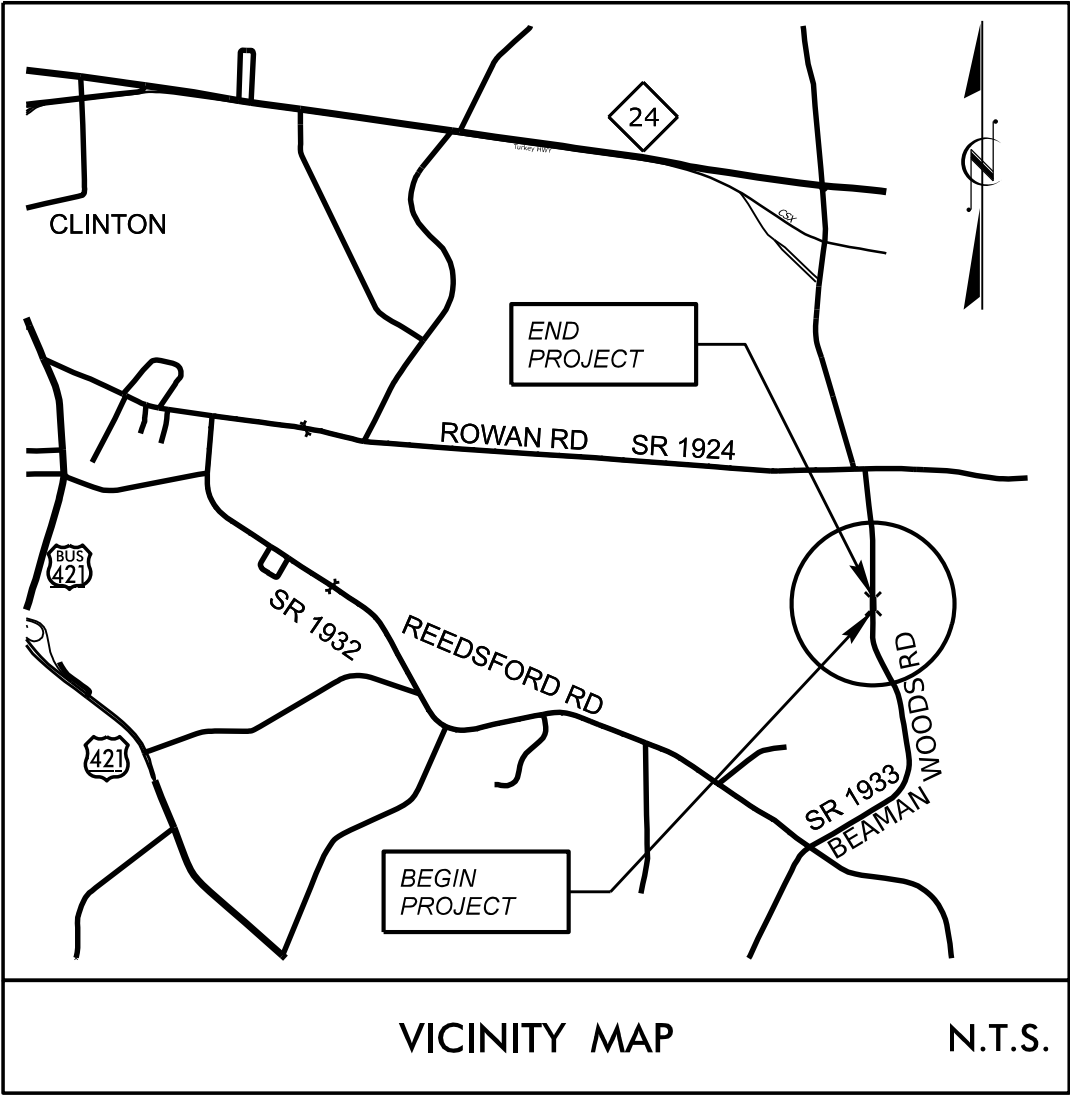 24
Turkey HWY
CSX
CLINTON
N
END
PROJECT
ROWAN RD
SR 1924
BUS
421
SR 1932
REEDSFORD RD
421
BEAMAN WOODS RD
SR 1933
BEGIN
PROJECT
VICINITY MAP
N.T.S.